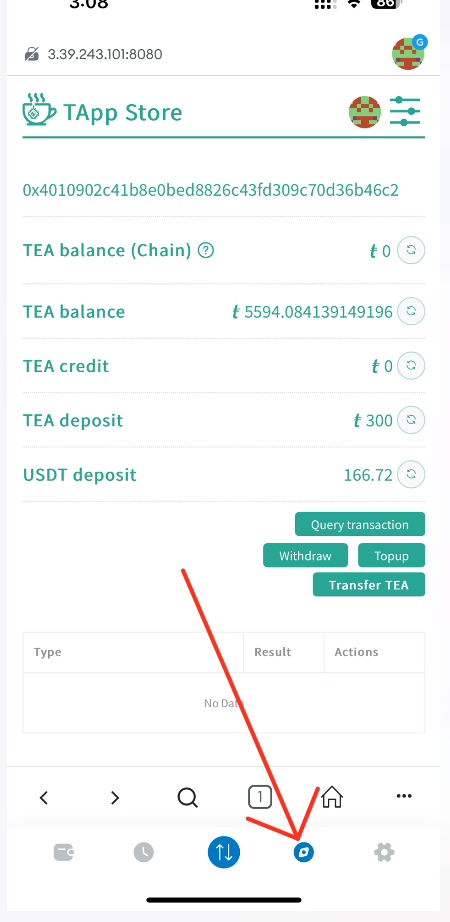 3:08
86
3.39.243.101:8080
G
TApp Store
0x4010902c41b8e0bed8826c43fd309c70d36b46c2
TEA balance (Chain) ?
ŧ 0
TEA balance
ŧ 5594.084139149196
TEA credit
ŧ 0
TEA deposit
ŧ 300
USDT deposit
166.72
Query transaction
Withdraw Topup
Transfer TEA
Type Result Actions
No Data
1